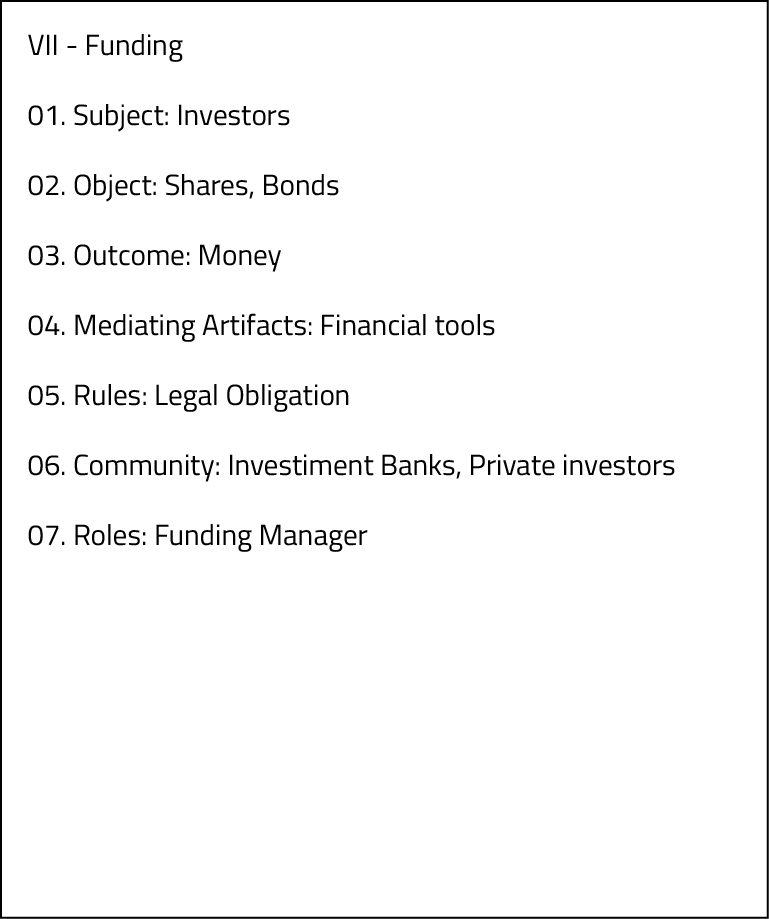 VII - Funding
01. Subject: Investors
02. Object: Shares, Bonds
03. Outcome: Money
04. Mediating Artifacts: Financial tools
05. Rules: Legal Obligation
06. Community: Investiment Banks, Private investors
07. Roles: Funding Manager